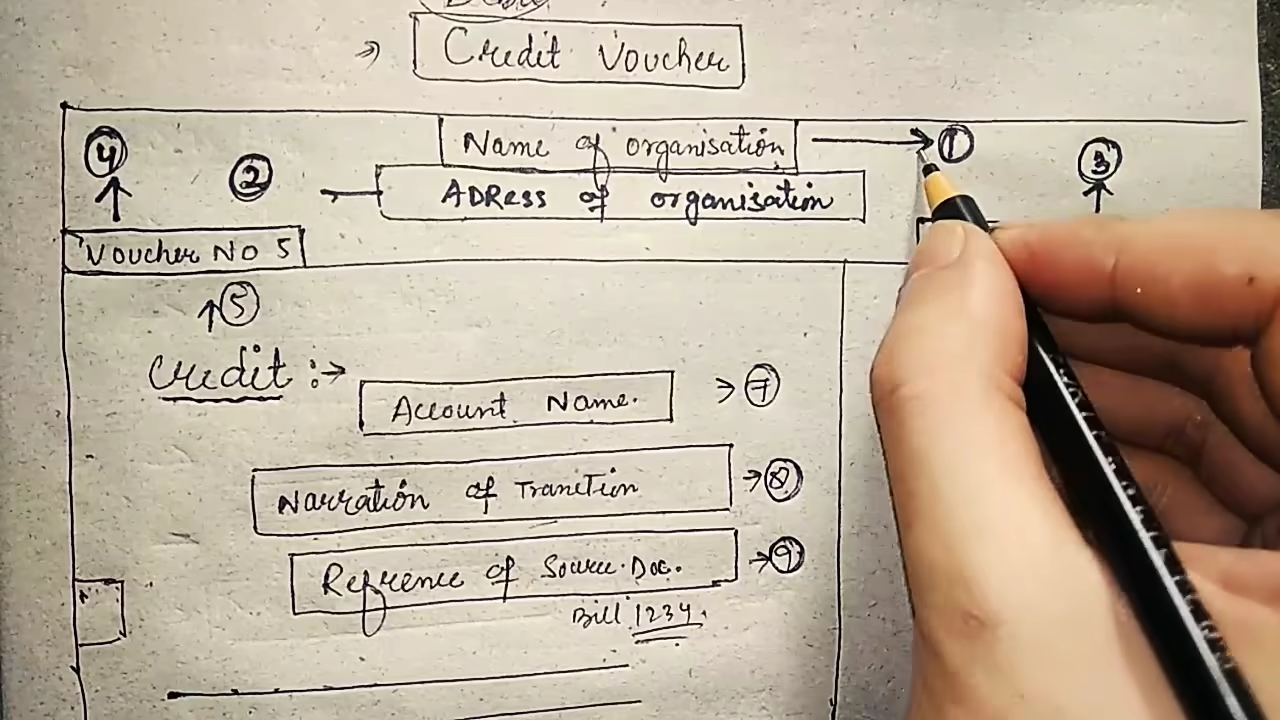 ⇒ Credit Voucher
Name of organisation → 1
4 2 ADRess of organisation 3
Voucher NO 5
5
Credit :→
Account Name. → 7
Narration of Tranition → 8
Refrence of Source.Doc. → 9
Bill 1234.